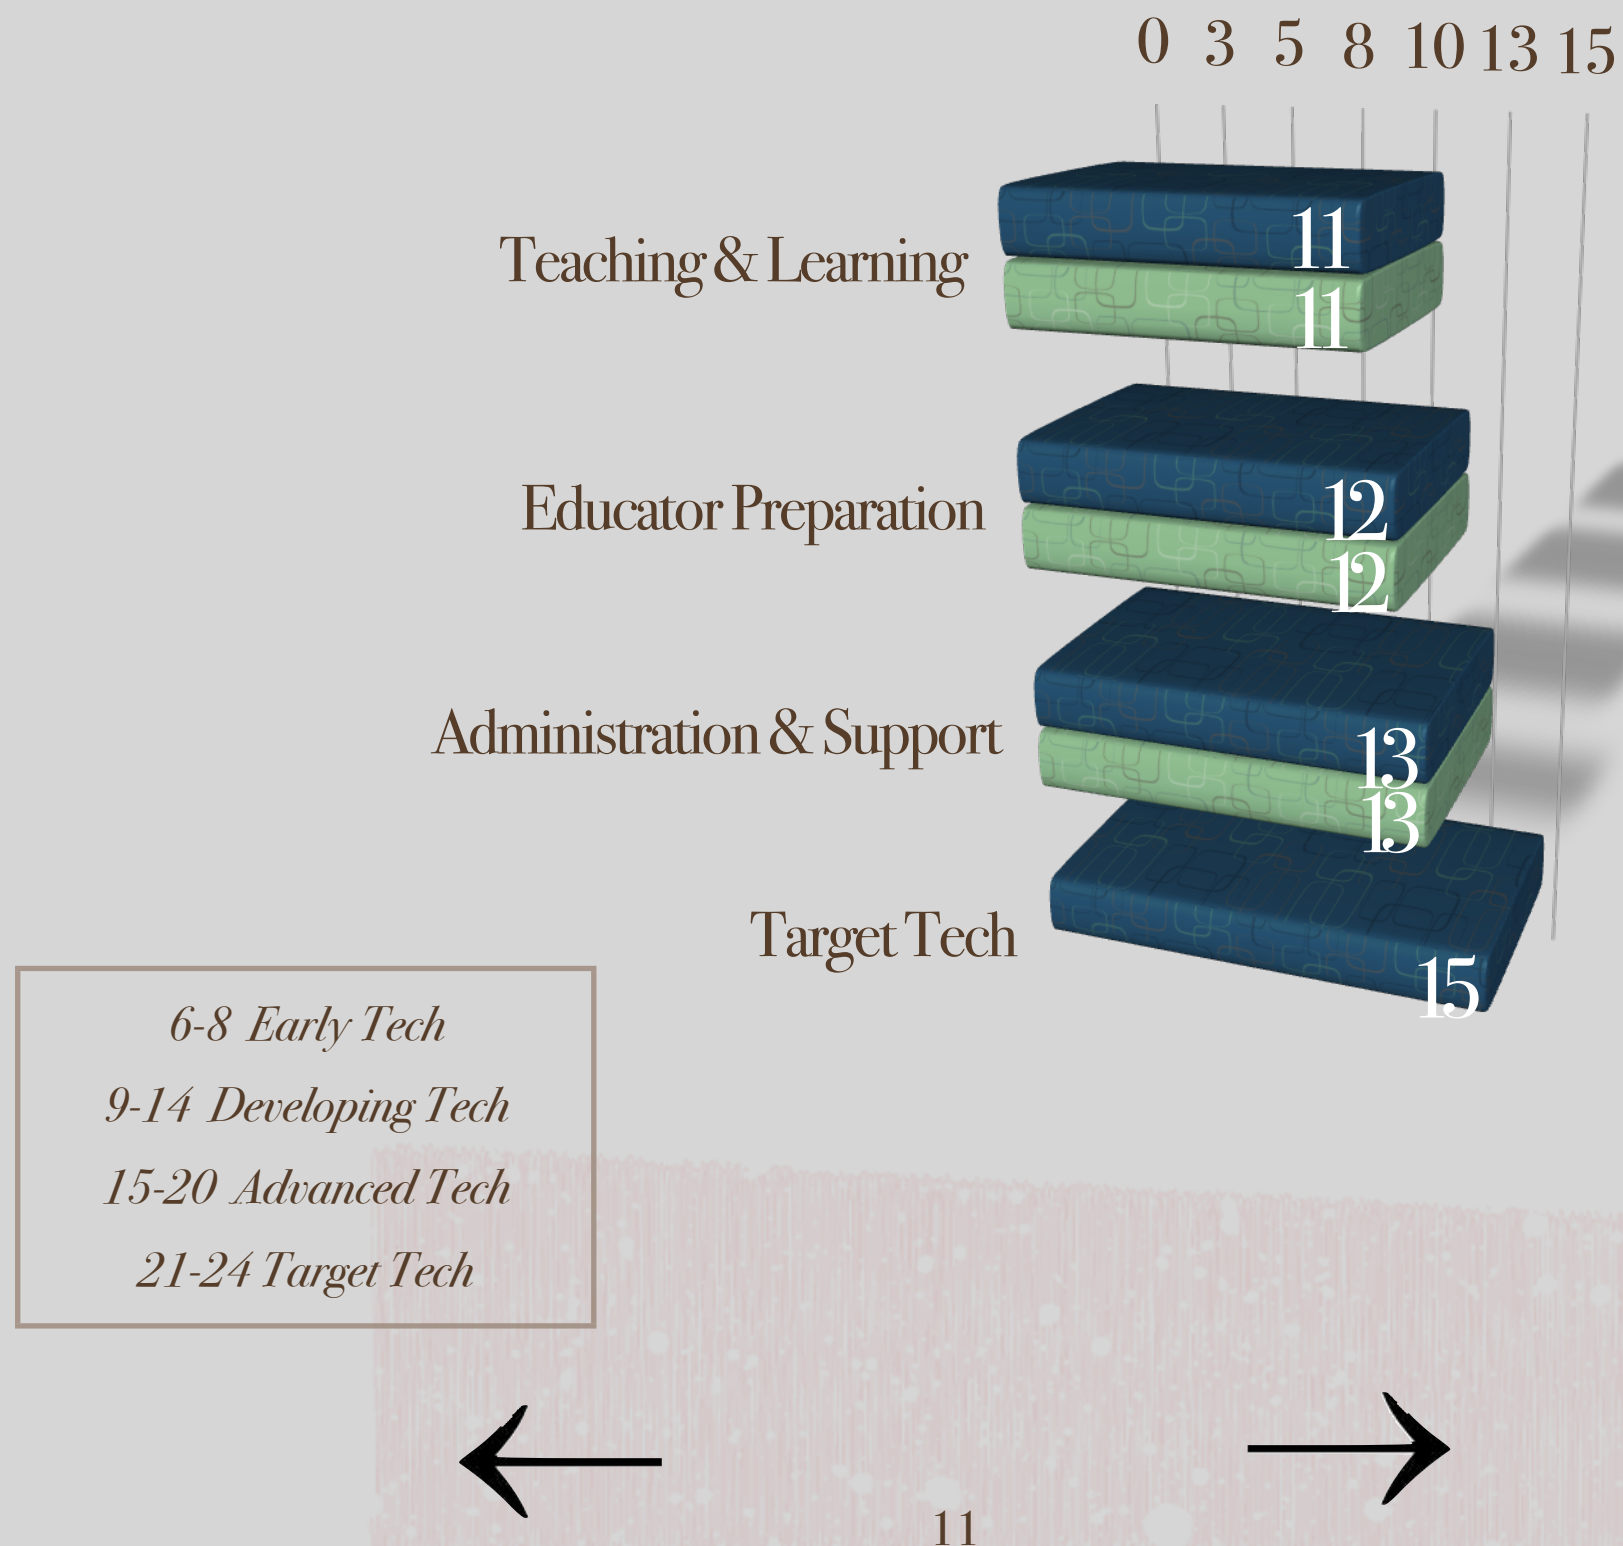 0 3 5 8 10 13 15
11
Teaching & Learning
11
12
Educator Preparation
12
13
Administration & Support
13
Target Tech
15
6-8 Early Tech
9-14 Developing Tech
15-20 Advanced Tech
21-24 Target Tech
11